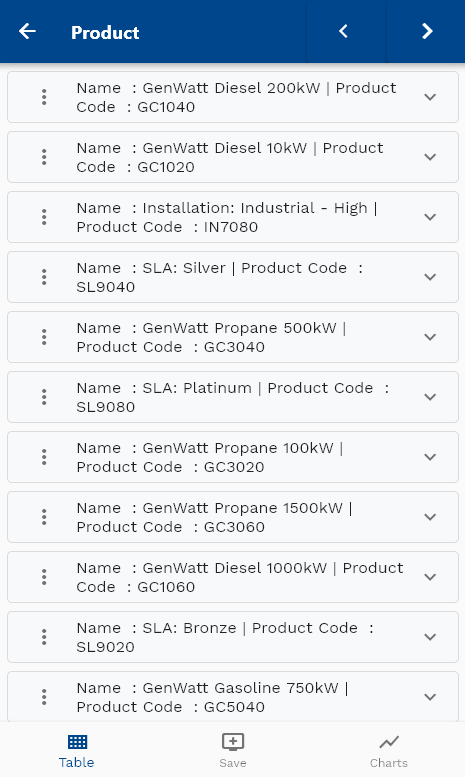 Product
Name : GenWatt Diesel 200kW | Product
Code : GC1040
Name : GenWatt Diesel 10kW | Product
Code : GC1020
Name : Installation: Industrial - High |
Product Code : IN7080
Name : SLA: Silver | Product Code :
SL9040
Name : GenWatt Propane 500kW |
Product Code : GC3040
Name : SLA: Platinum | Product Code :
SL9080
Name : GenWatt Propane 100kW |
Product Code : GC3020
Name : GenWatt Propane 1500kW |
Product Code : GC3060
Name : GenWatt Diesel 1000kW | Product
Code : GC1060
Name : SLA: Bronze | Product Code :
SL9020
Name : GenWatt Gasoline 750kW |
Product Code : GC5040
Table Save Charts